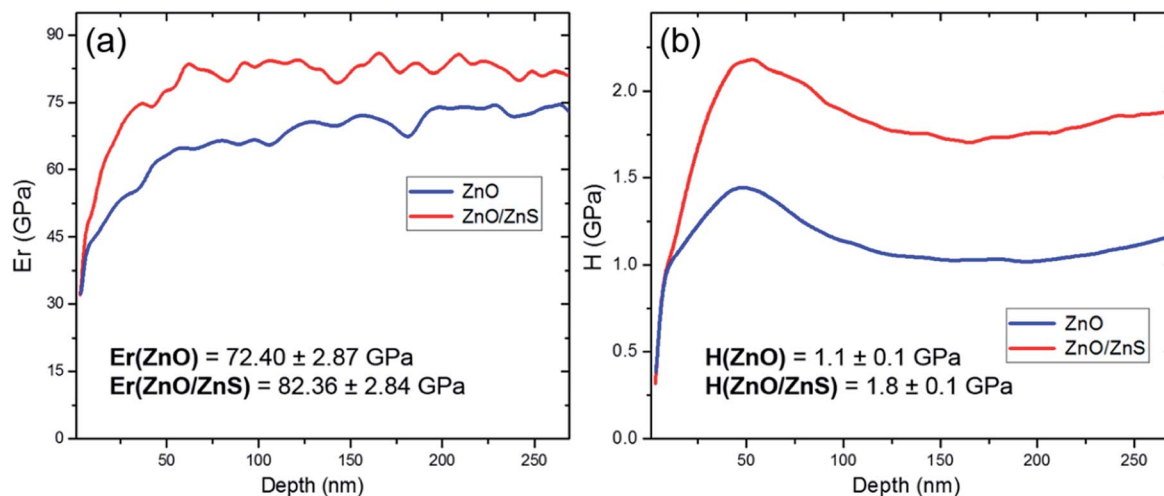 (a)
90
75
60
45
30
15
0
Er (GPa)
ZnO
ZnO/ZnS
Er(ZnO) = 72.40 ± 2.87 GPa
Er(ZnO/ZnS) = 82.36 ± 2.84 GPa
50 100 150 200 250
Depth (nm)
(b)
2.0
1.5
1.0
0.5
0.0
H (GPa)
ZnO
ZnO/ZnS
H(ZnO) = 1.1 ± 0.1 GPa
H(ZnO/ZnS) = 1.8 ± 0.1 GPa
50 100 150 200 250
Depth (nm)